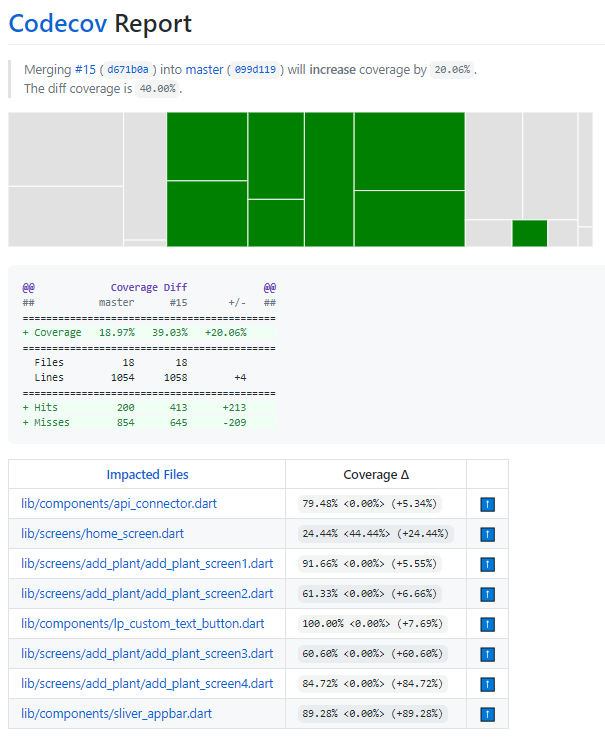 Codecov Report
Merging #15 (d671b0a) into master (099d119) will increase coverage by 20.06%.
The diff coverage is 40.00%.
@@ Coverage Diff @@
## master #15 +/- ##
===========================================
+ Coverage 18.97% 39.03% +20.06%
===========================================
Files 18 18
Lines 1054 1058 +4
===========================================
+ Hits 200 413 +213
+ Misses 854 645 -209
Impacted Files Coverage Δ
lib/components/api_connector.dart 79.48% <0.00%> (+5.34%) ↑
lib/screens/home_screen.dart 24.44% <44.44%> (+24.44%) ↑
lib/screens/add_plant/add_plant_screen1.dart 91.66% <0.00%> (+5.55%) ↑
lib/screens/add_plant/add_plant_screen2.dart 61.33% <0.00%> (+6.66%) ↑
lib/components/lp_custom_text_button.dart 100.00% <0.00%> (+7.69%) ↑
lib/screens/add_plant/add_plant_screen3.dart 60.60% <0.00%> (+60.60%) ↑
lib/screens/add_plant/add_plant_screen4.dart 84.72% <0.00%> (+84.72%) ↑
lib/components/sliver_appbar.dart 89.28% <0.00%> (+89.28%) ↑